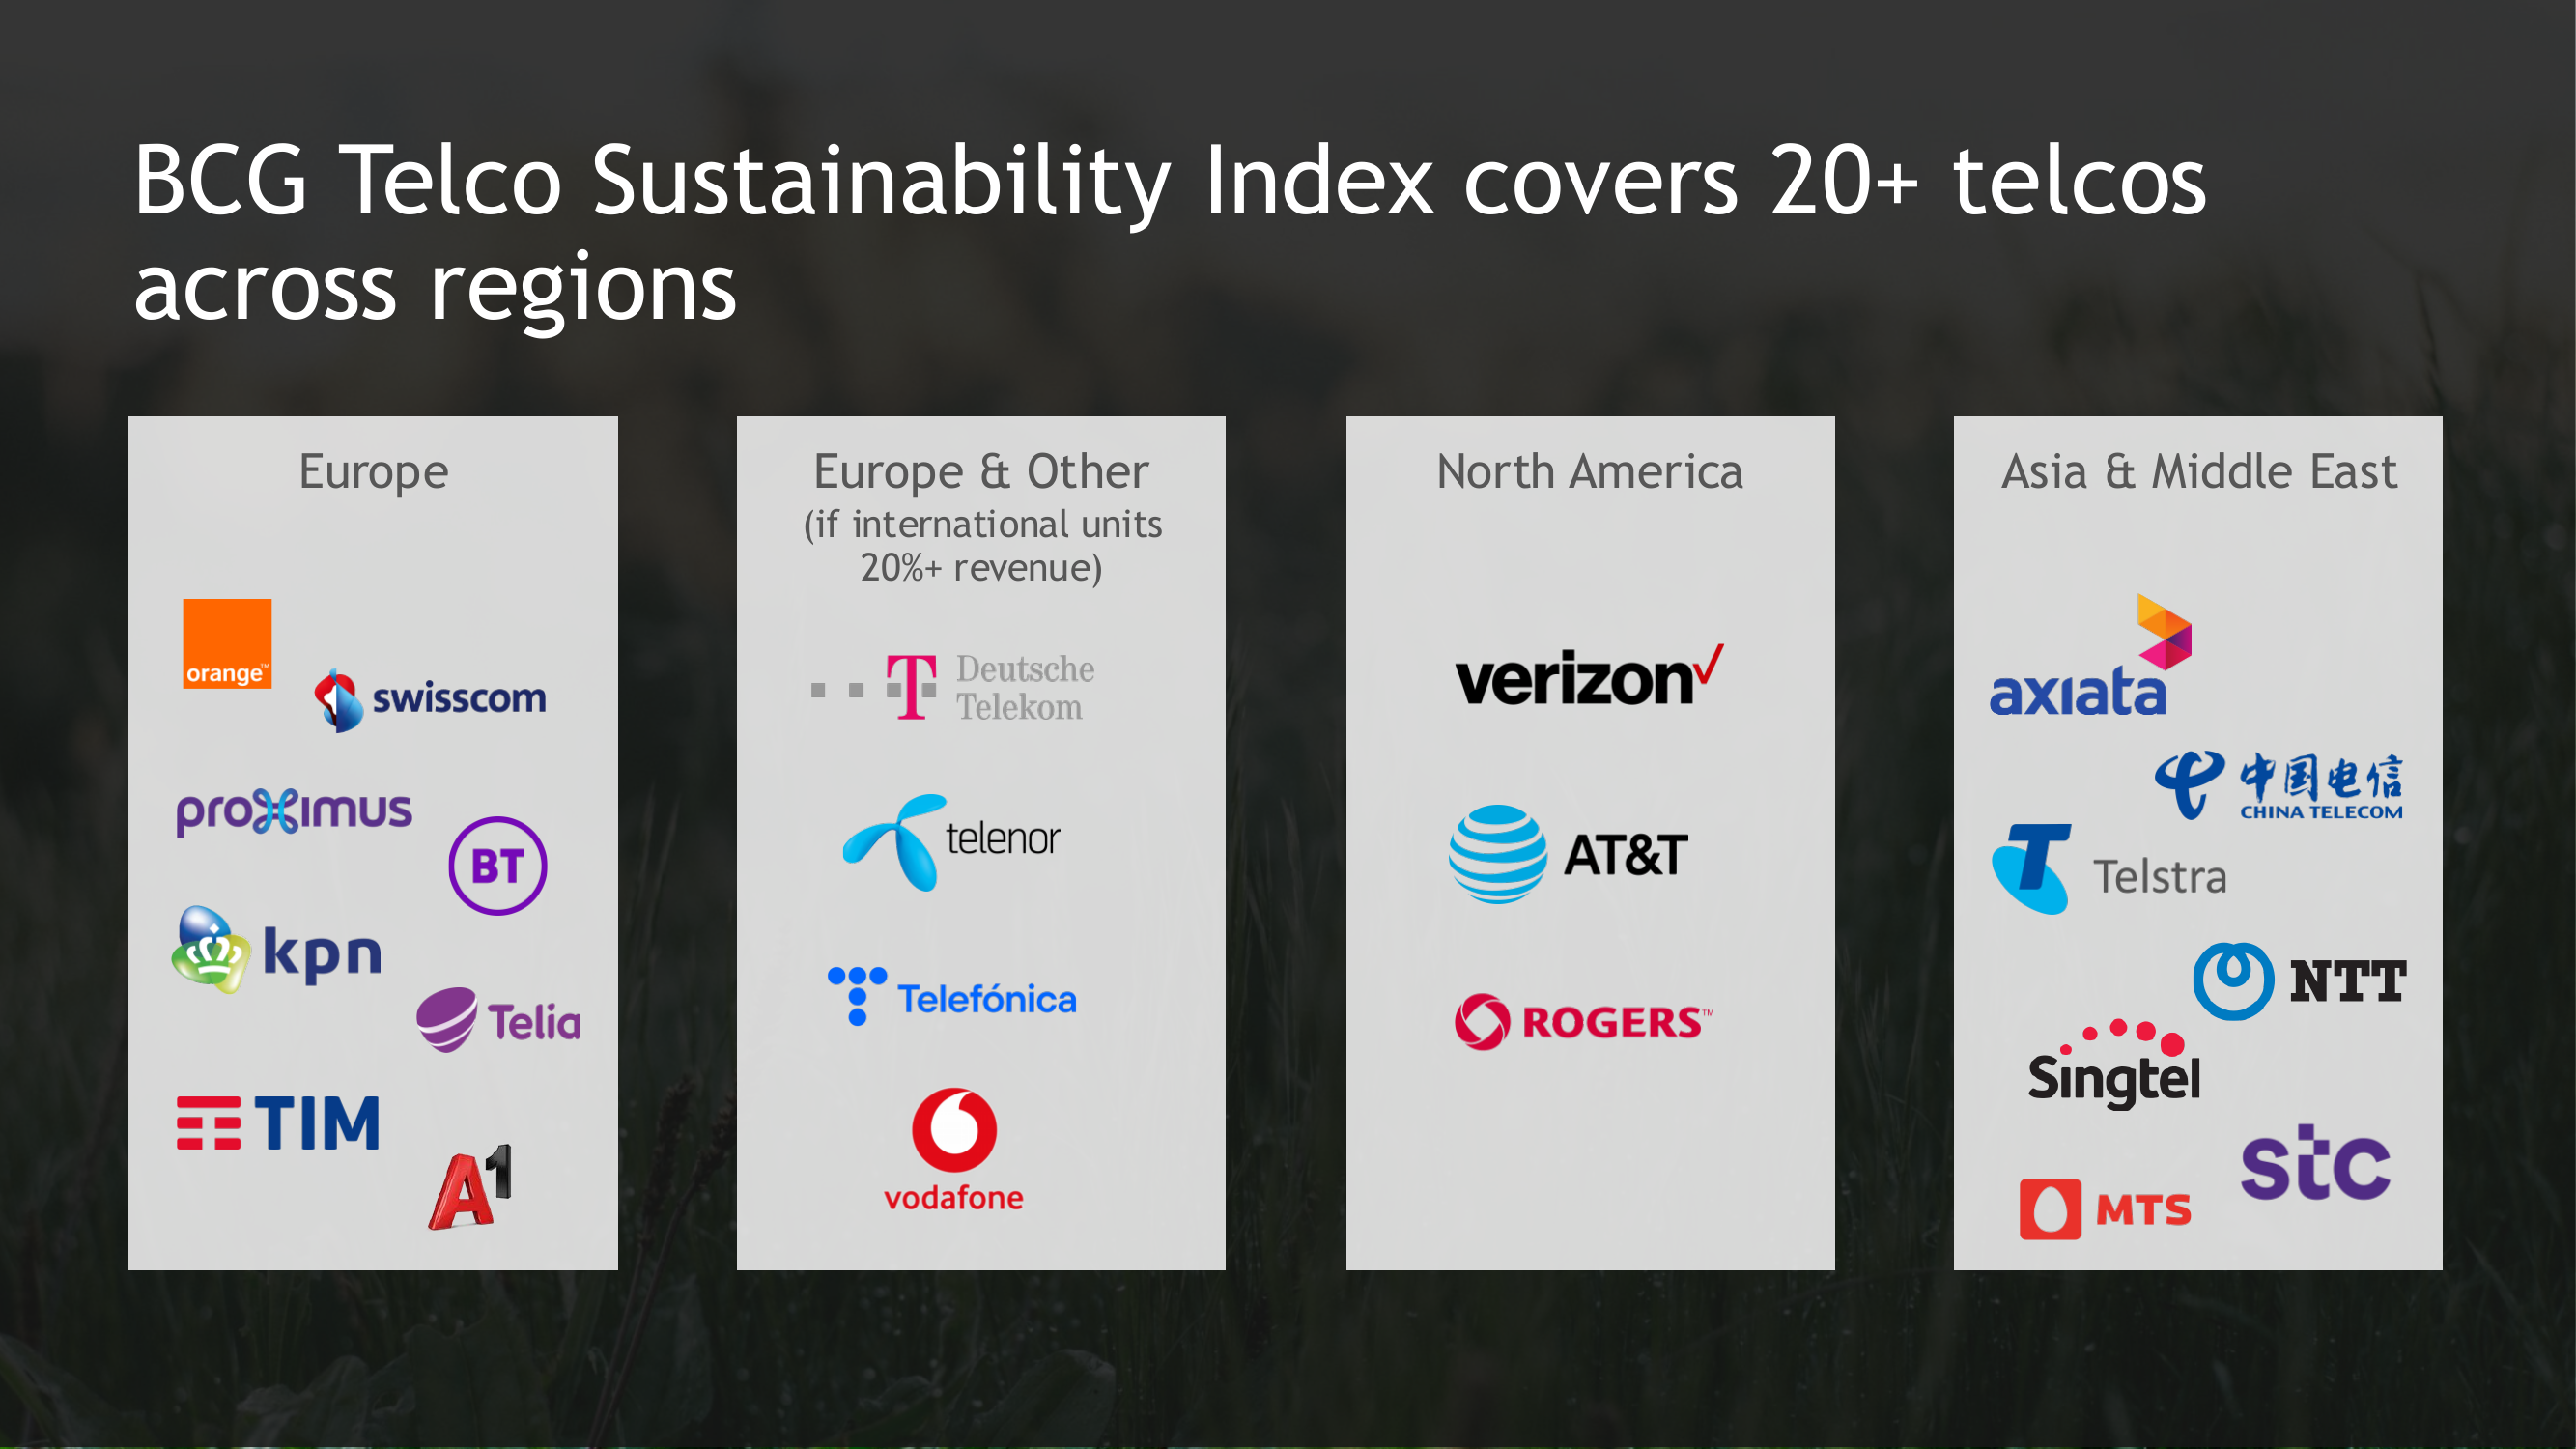 BCG Telco Sustainability Index covers 20+ telcos
across regions
Europe
orange™
swisscom
proximus
BT
kpn
Telia
TIM
A1
Europe & Other
(if international units
20%+ revenue)
T Deutsche
Telekom
telenor
Telefónica
vodafone
North America
verizon
AT&T
ROGERS™
Asia & Middle East
axiata
中国电信
CHINA TELECOM
T Telstra
NTT
Singtel
stc
MTS